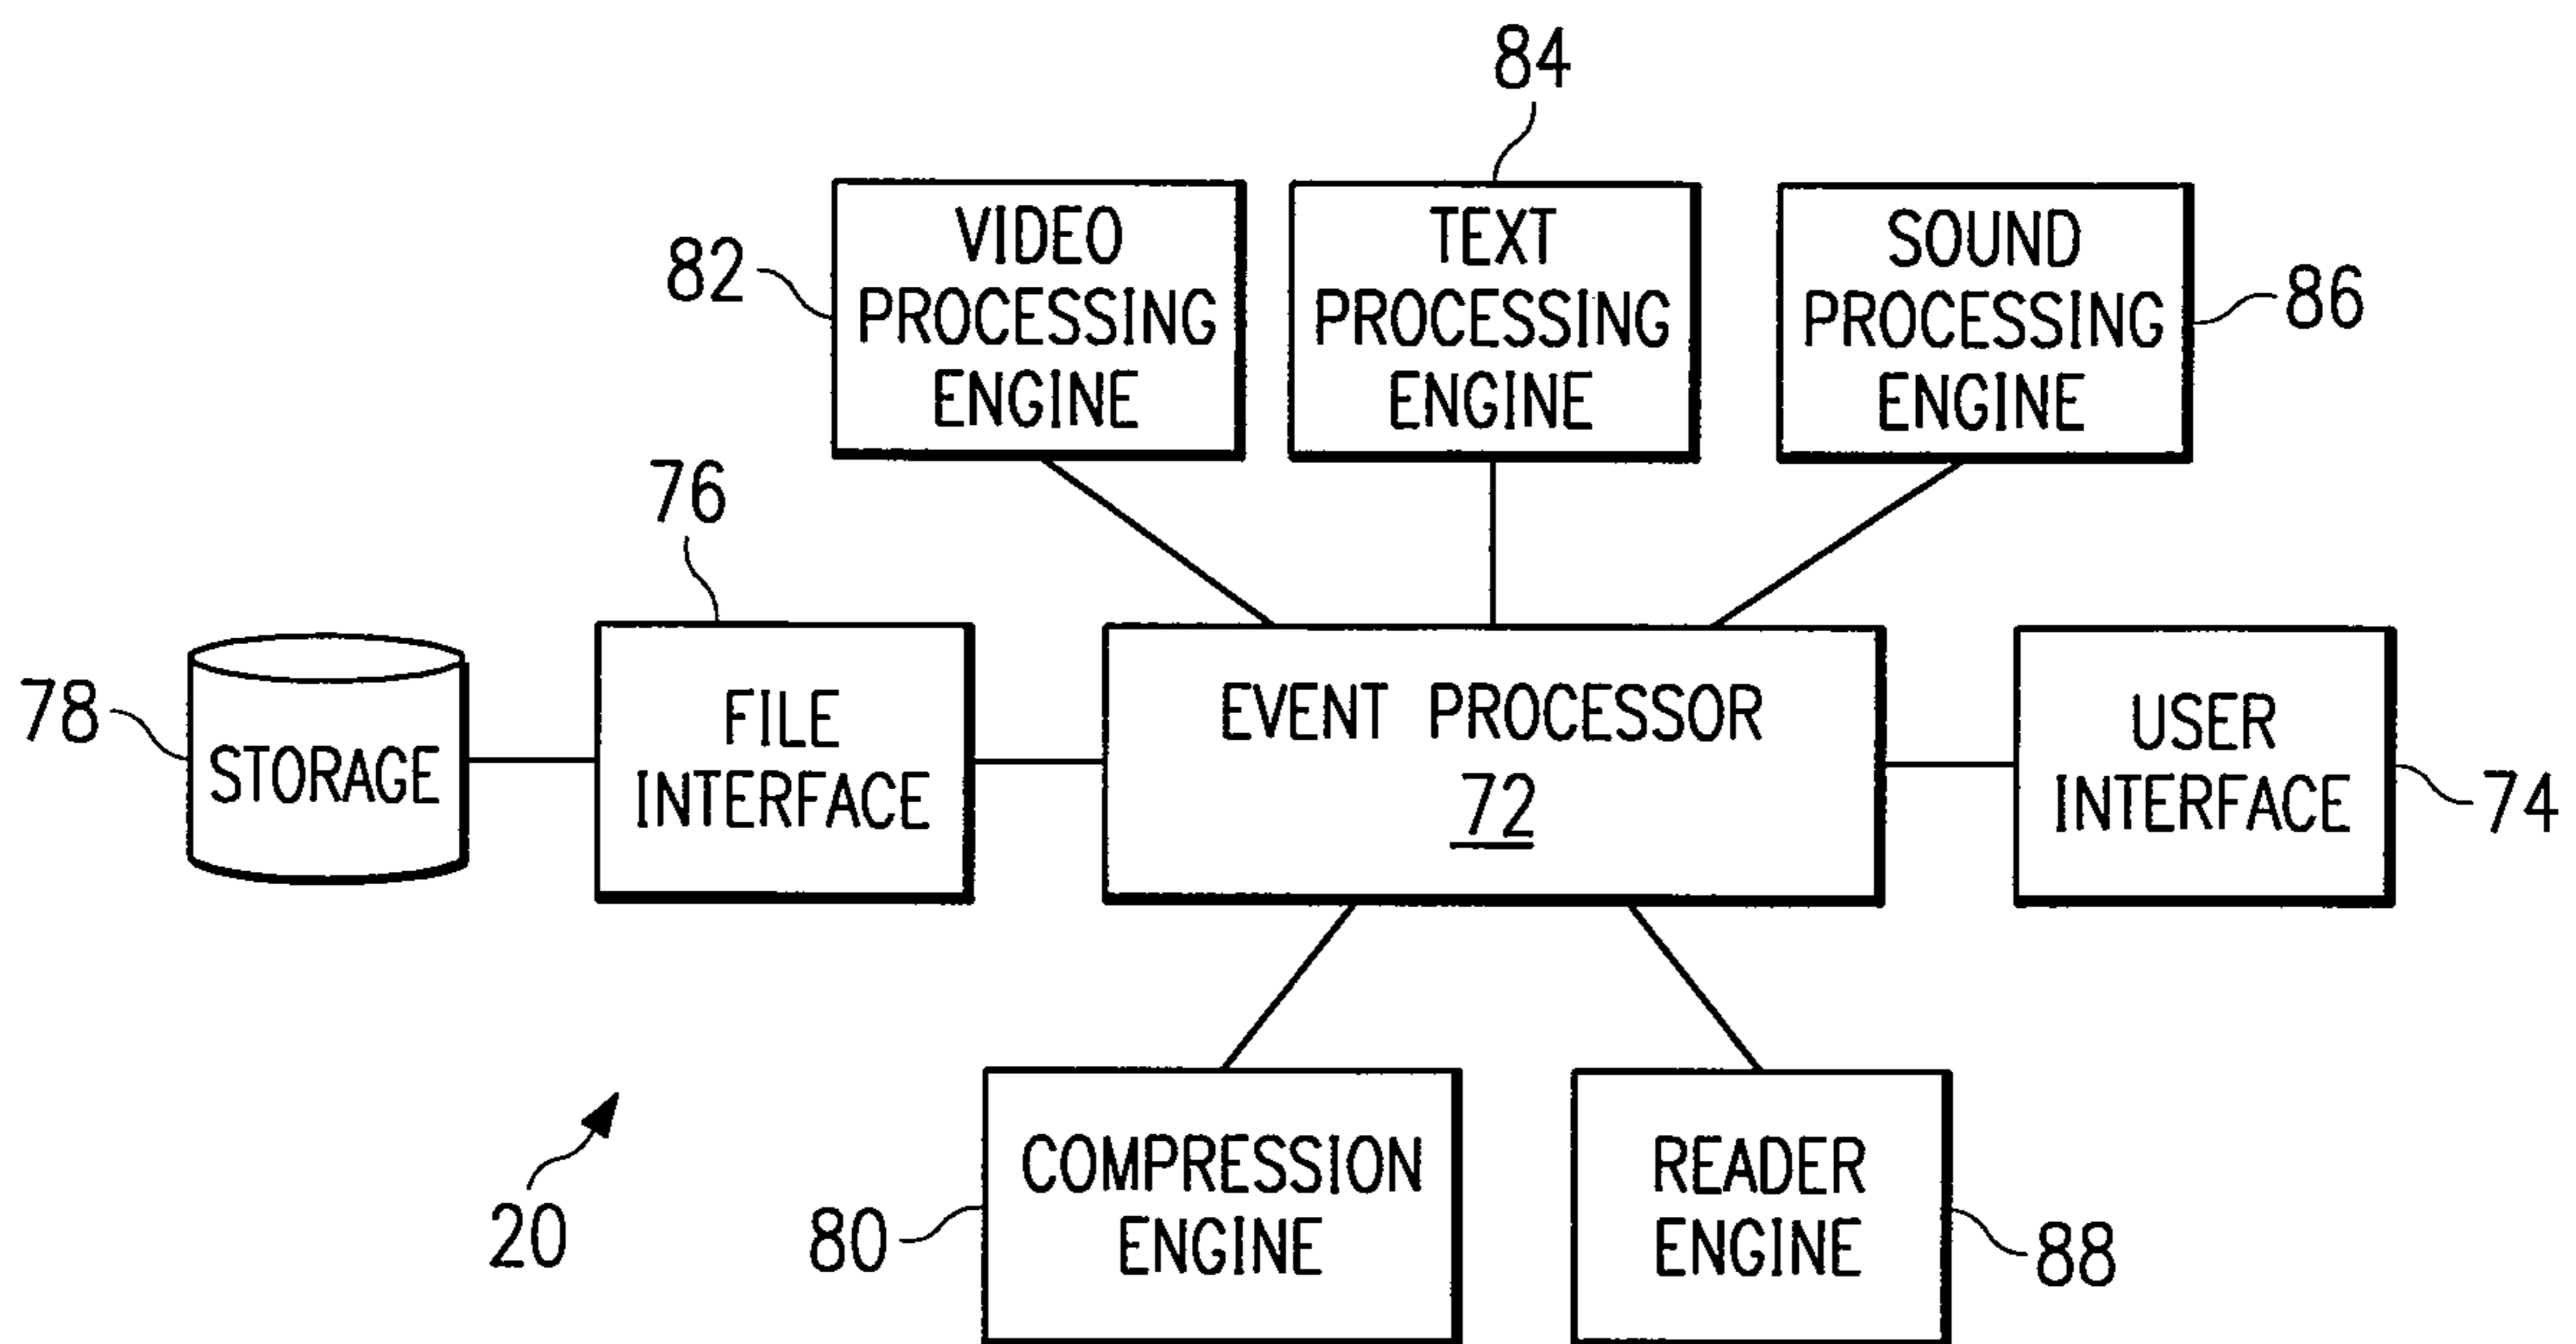 84
82
VIDEO
PROCESSING
ENGINE
TEXT
PROCESSING
ENGINE
SOUND
PROCESSING
ENGINE
86
76
78
STORAGE
FILE
INTERFACE
EVENT PROCESSOR
72
USER
INTERFACE
74
20
80
COMPRESSION
ENGINE
READER
ENGINE
88